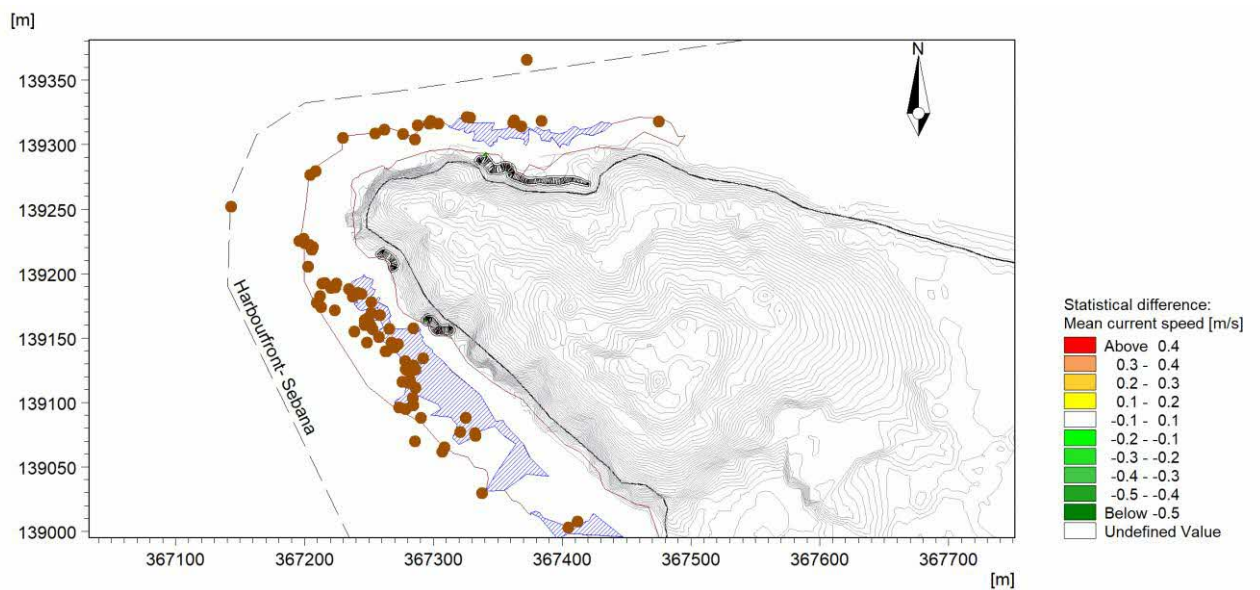 [m]
N
139350
139300
139250
139200
139150
139100
139050
139000
Harbourfront- Sebana
367100
367200
367300
367400
367500
367600
367700
[m]
Statistical difference:
Mean current speed [m/s]
Above 0.4
0.3 - 0.4
0.2 - 0.3
0.1 - 0.2
-0.1 - 0.1
-0.2 - -0.1
-0.3 - -0.2
-0.4 - -0.3
-0.5 - -0.4
Below -0.5
Undefined Value